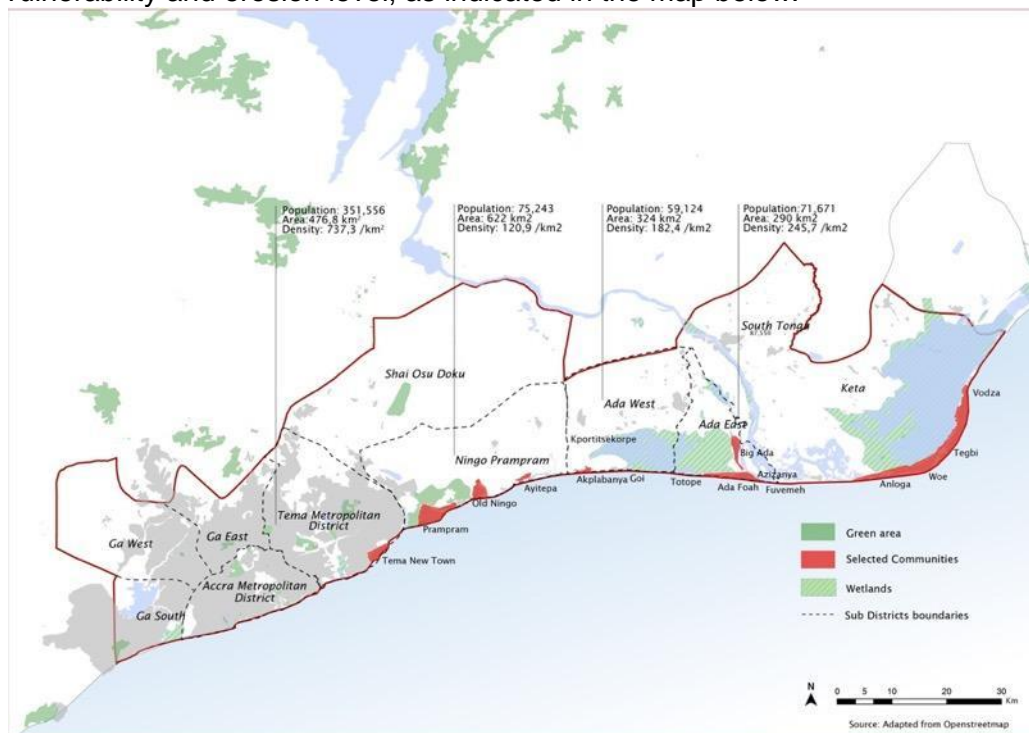 vulnerability and erosion level, as indicated in the map below.
Population: 351,556
Area: 476,8 km²
Density: 737,3 /km²
Population: 75,243
Area: 622 km2
Density: 120,9 /km2
Population: 59,124
Area: 324 km2
Density: 182,4 /km2
Population:71,671
Area: 290 km2
Density: 245,7 /km2
South Tongu
Shai Osu Doku
Keta
Ada West
Vodza
Ada East
Kportitsekorpe
Big Ada
Tegbi
Ningo Prampram
Azizanya
Woe
Ayitepa
Akplabanya
Goi
Totope
Ada Foah
Fuvemeh
Anloga
Old Ningo
Tema Metropolitan
District
Prampram
Ga West
Ga East
Tema New Town
Accra Metropolitan
District
Ga South
Green area
Selected Communities
Wetlands
Sub Districts boundaries
N
0 5 10 20 30
Km
Source: Adapted from Openstreetmap